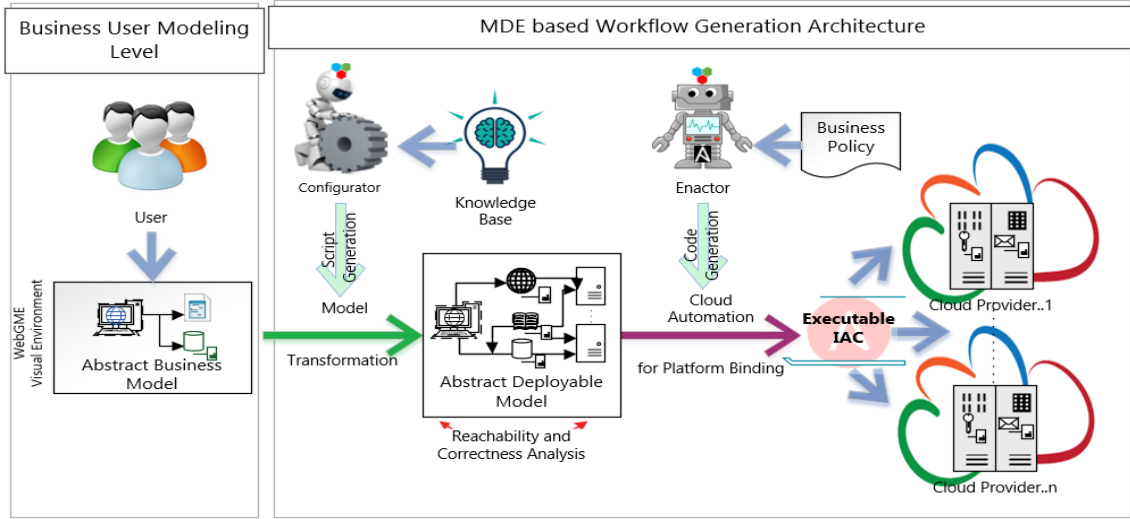 Business User Modeling
Level
MDE based Workflow Generation Architecture
User
WebGME
Visual Environment
Abstract Business
Model
Configurator
Knowledge
Base
Script
Generation
Model
Transformation
Abstract Deployable
Model
Reachability and
Correctness Analysis
Enactor
Business
Policy
Code
Generation
Cloud
Automation
for Platform Binding
Executable
IAC
Cloud Provider..1
Cloud Provider..n